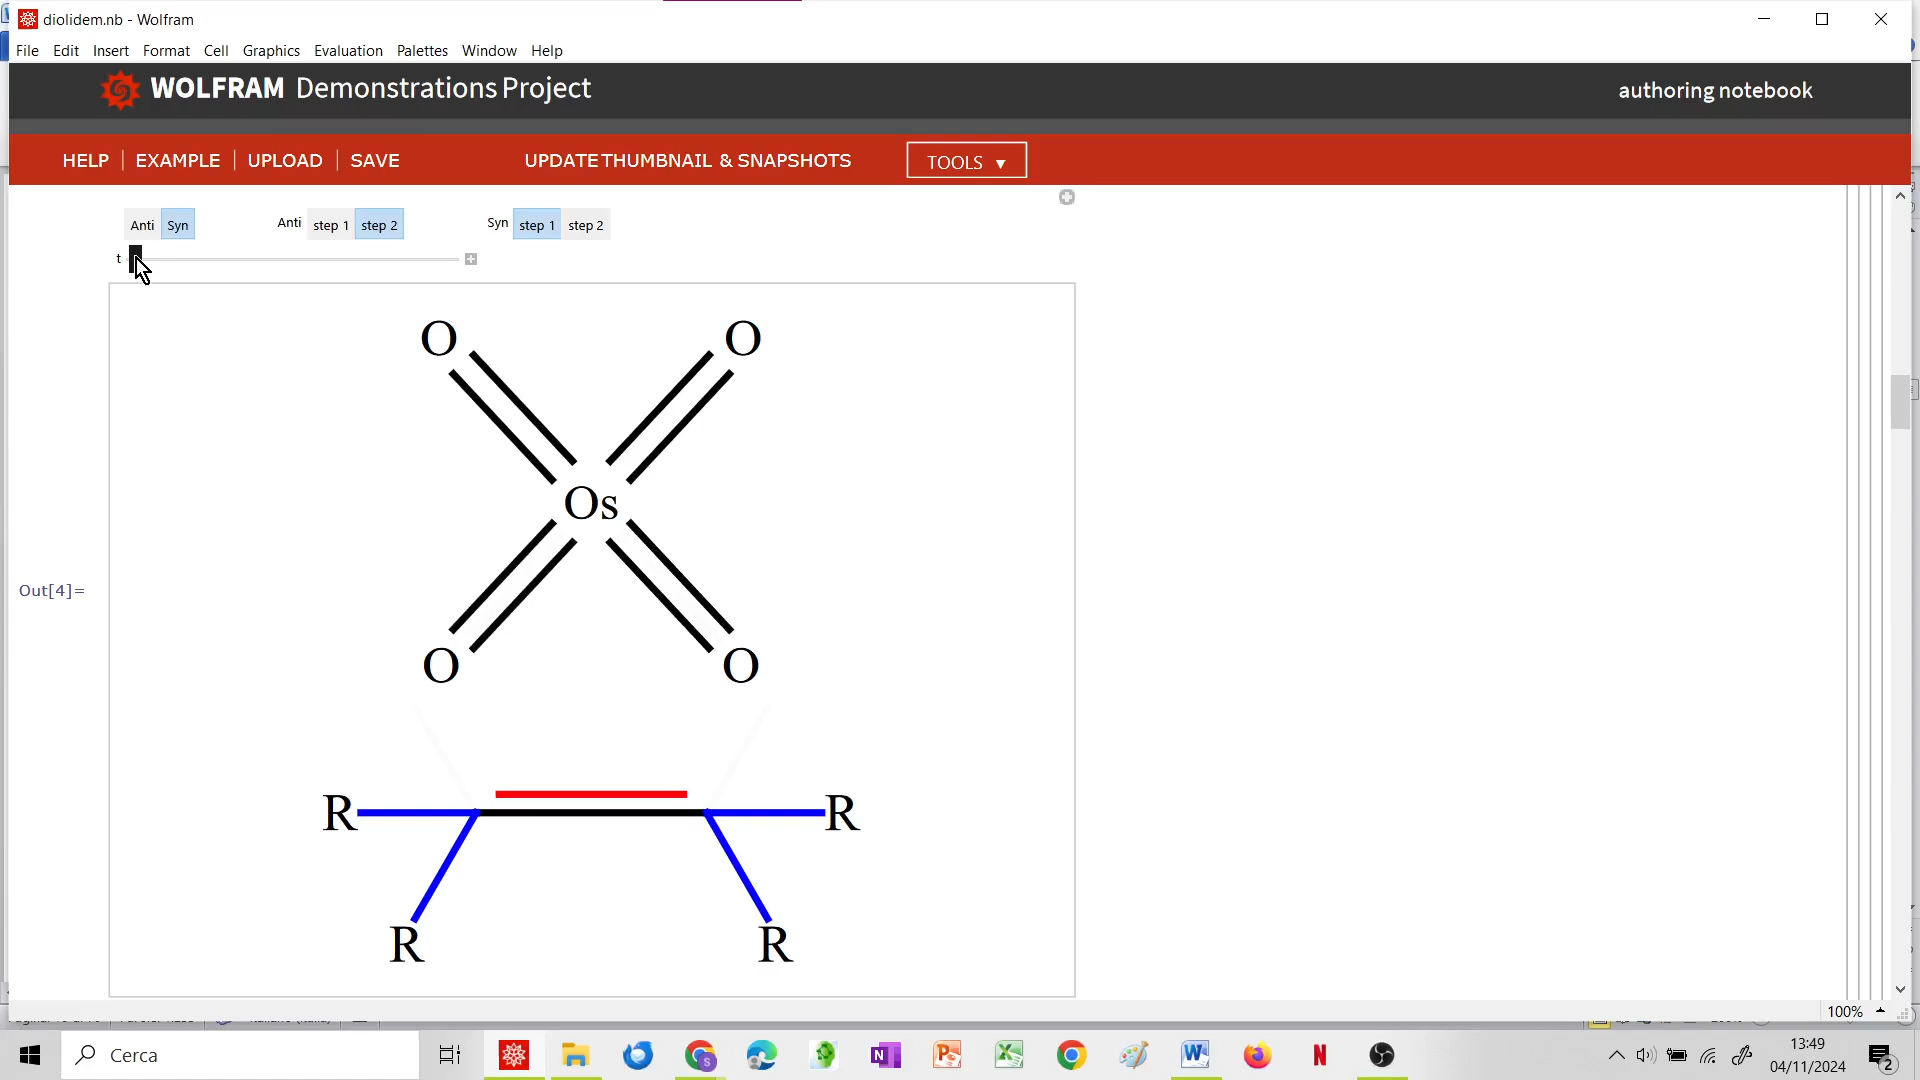 diolidem.nb - Wolfram
File Edit Insert Format Cell Graphics Evaluation Palettes Window Help
WOLFRAM Demonstrations Project
authoring notebook
HELP | EXAMPLE | UPLOAD | SAVE UPDATE THUMBNAIL & SNAPSHOTS TOOLS ▼
Anti Syn Anti step 1 step 2 Syn step 1 step 2
t
O O
Os
Out[4]=
O O
R R
R R
100%
Cerca
13:49
04/11/2024
2